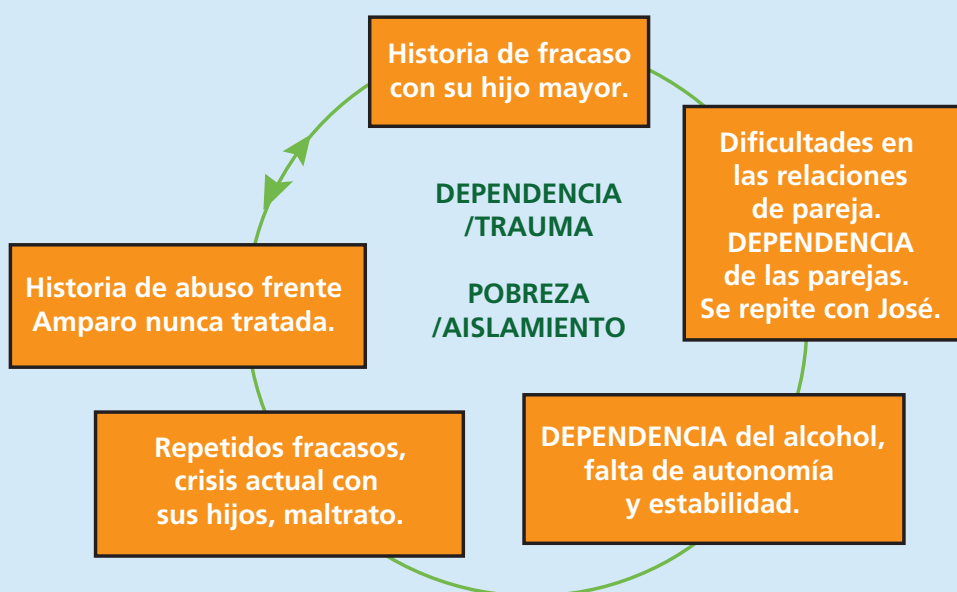 Historia de fracaso
con su hijo mayor.
Dificultades en
las relaciones
de pareja.
DEPENDENCIA
de las parejas.
Se repite con José.
DEPENDENCIA
/TRAUMA
POBREZA
/AISLAMIENTO
Historia de abuso frente
Amparo nunca tratada.
Repetidos fracasos,
crisis actual con
sus hijos, maltrato.
DEPENDENCIA del alcohol,
falta de autonomía
y estabilidad.